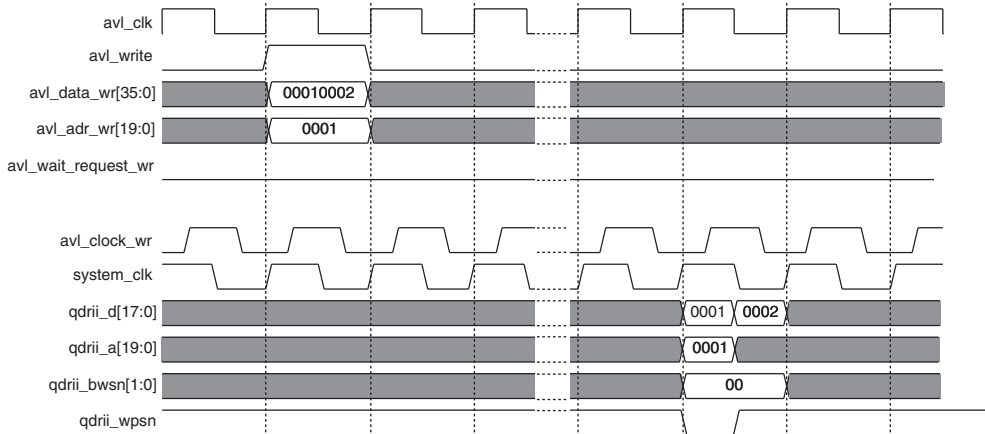 avl_clk
avl_write
avl_data_wr[35:0] 00010002
avl_adr_wr[19:0] 0001
avl_wait_request_wr
avl_clock_wr
system_clk
qdrii_d[17:0] 0001 0002
qdrii_a[19:0] 0001
qdrii_bwsn[1:0] 00
qdrii_wpsn